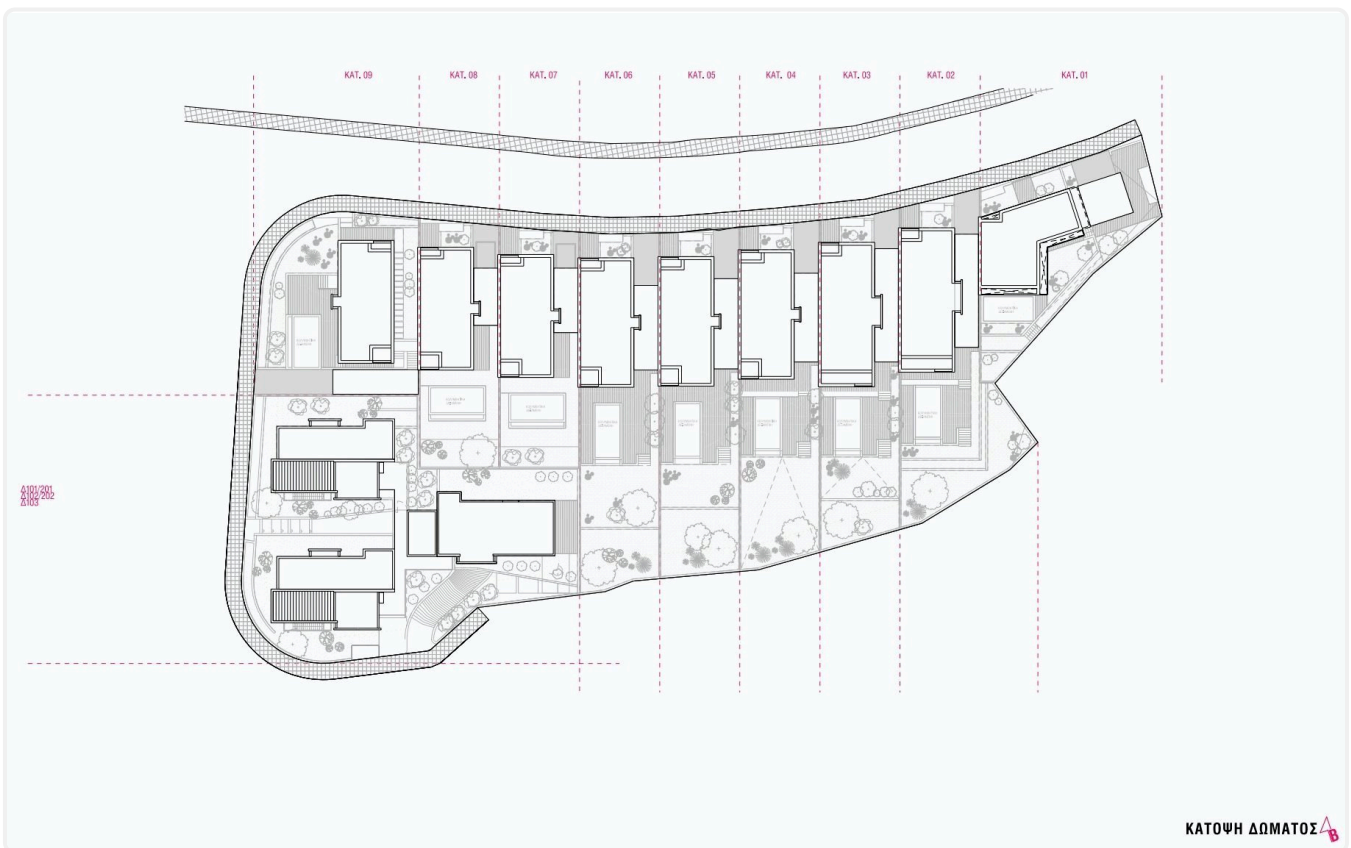 ΚΑΤ. 09
ΚΑΤ. 08
ΚΑΤ. 07
ΚΑΤ. 06
ΚΑΤ. 05
ΚΑΤ. 04
ΚΑΤ. 03
ΚΑΤ. 02
ΚΑΤ. 01
Δ101/201
Δ102/202
Δ103
ΚΑΤΟΨΗ ΔΩΜΑΤΟΣ
B